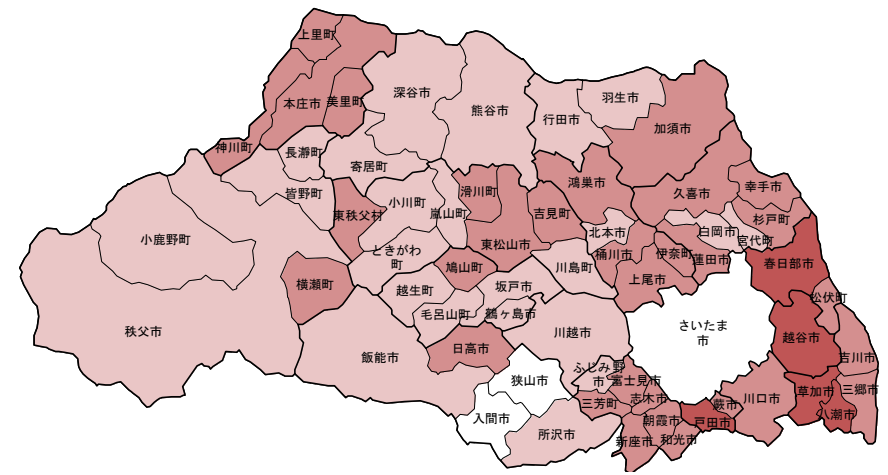 上里町
深谷市
羽生市
本庄市
美里町
熊谷市
行田市
加須市
神川町
長瀞町
寄居町
鴻巣市
久喜市
幸手市
皆野町
東秩父村
小川町
嵐山町
滑川町
吉見町
北本市
白岡市
宮代町
杉戸町
小鹿野町
ときがわ
町
東松山市
桶川市
伊奈町
蓮田市
春日部市
横瀬町
越生町
鳩山町
坂戸市
川島町
上尾市
松伏町
毛呂山町
鶴ヶ島市
秩父市
飯能市
日高市
川越市
さいたま
市
越谷市
吉川市
狭山市
ふじみ野
市
富士見市
三芳町
志木市
川口市
蕨市
草加市
三郷市
入間市
所沢市
新座市
朝霞市
和光市
戸田市
八潮市